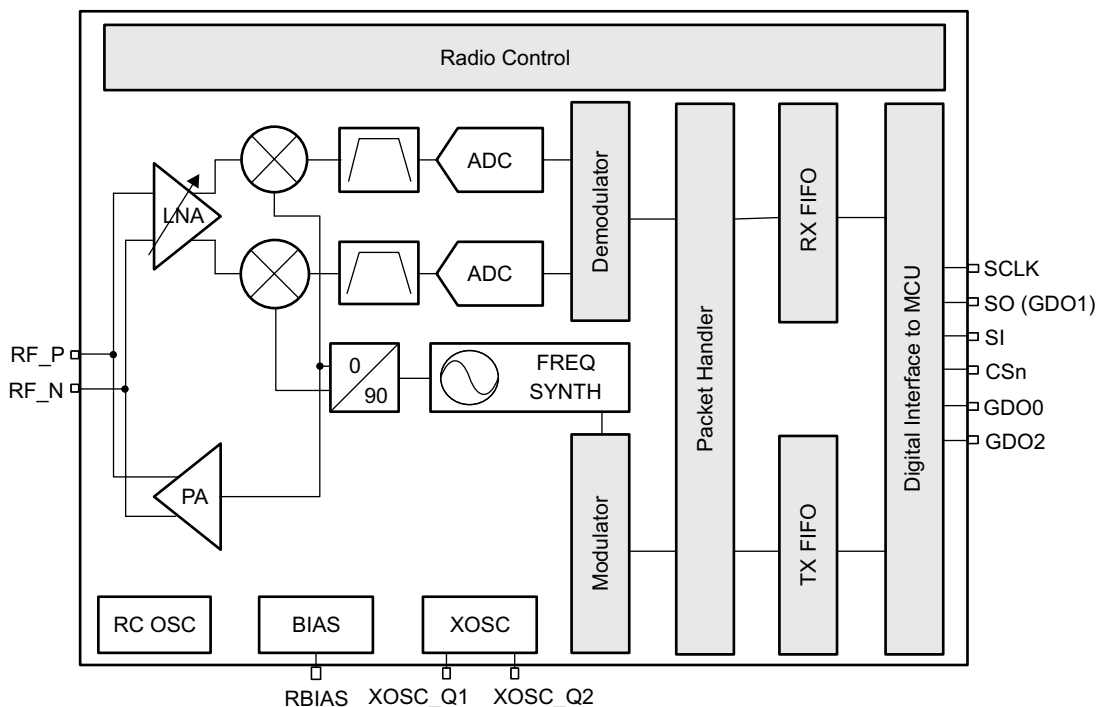 Radio Control
LNA
ADC
ADC
Demodulator
Packet Handler
RX FIFO
Digital Interface to MCU
SCLK
SO (GDO1)
SI
CSn
GDO0
GDO2
RF_P
RF_N
0
90
FREQ
SYNTH
PA
Modulator
TX FIFO
RC OSC
BIAS
XOSC
RBIAS
XOSC_Q1
XOSC_Q2